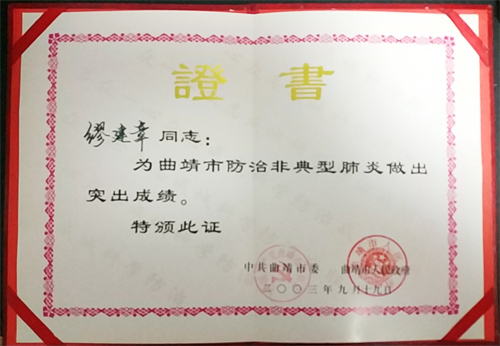 證書
缪建章 同志：
为曲靖市防治非典型肺炎做出
突出成绩。
特颁此证
中共曲靖市委 曲靖市人民政府
二〇〇三年九月十九日